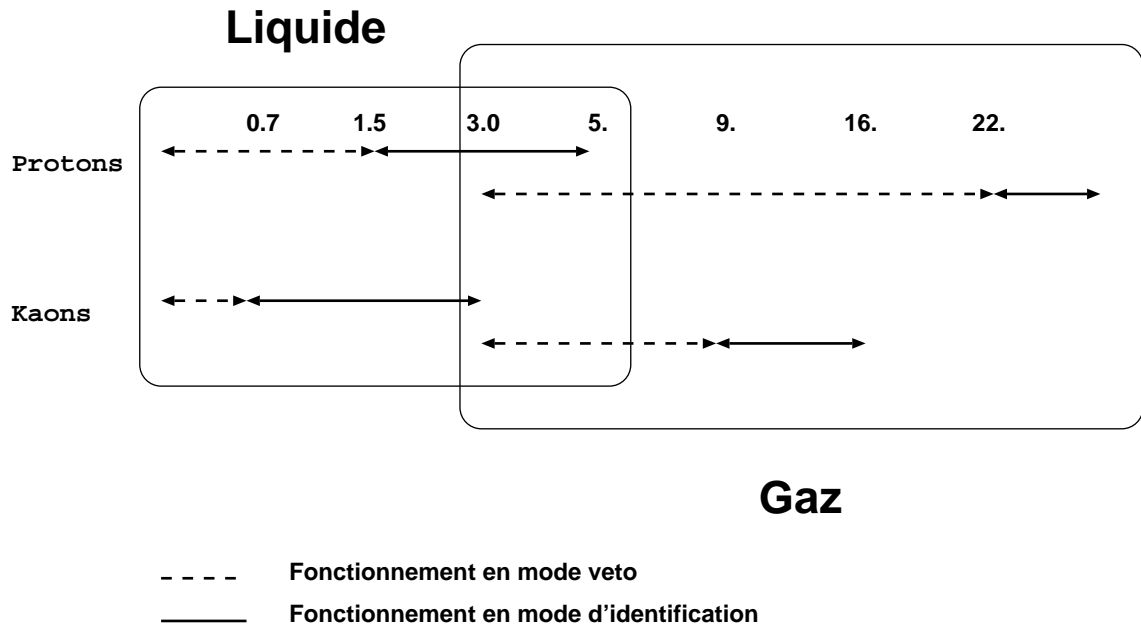 Liquide
0.7 1.5 3.0 5. 9. 16. 22.
Protons
Kaons
Gaz
Fonctionnement en mode veto
Fonctionnement en mode d'identification